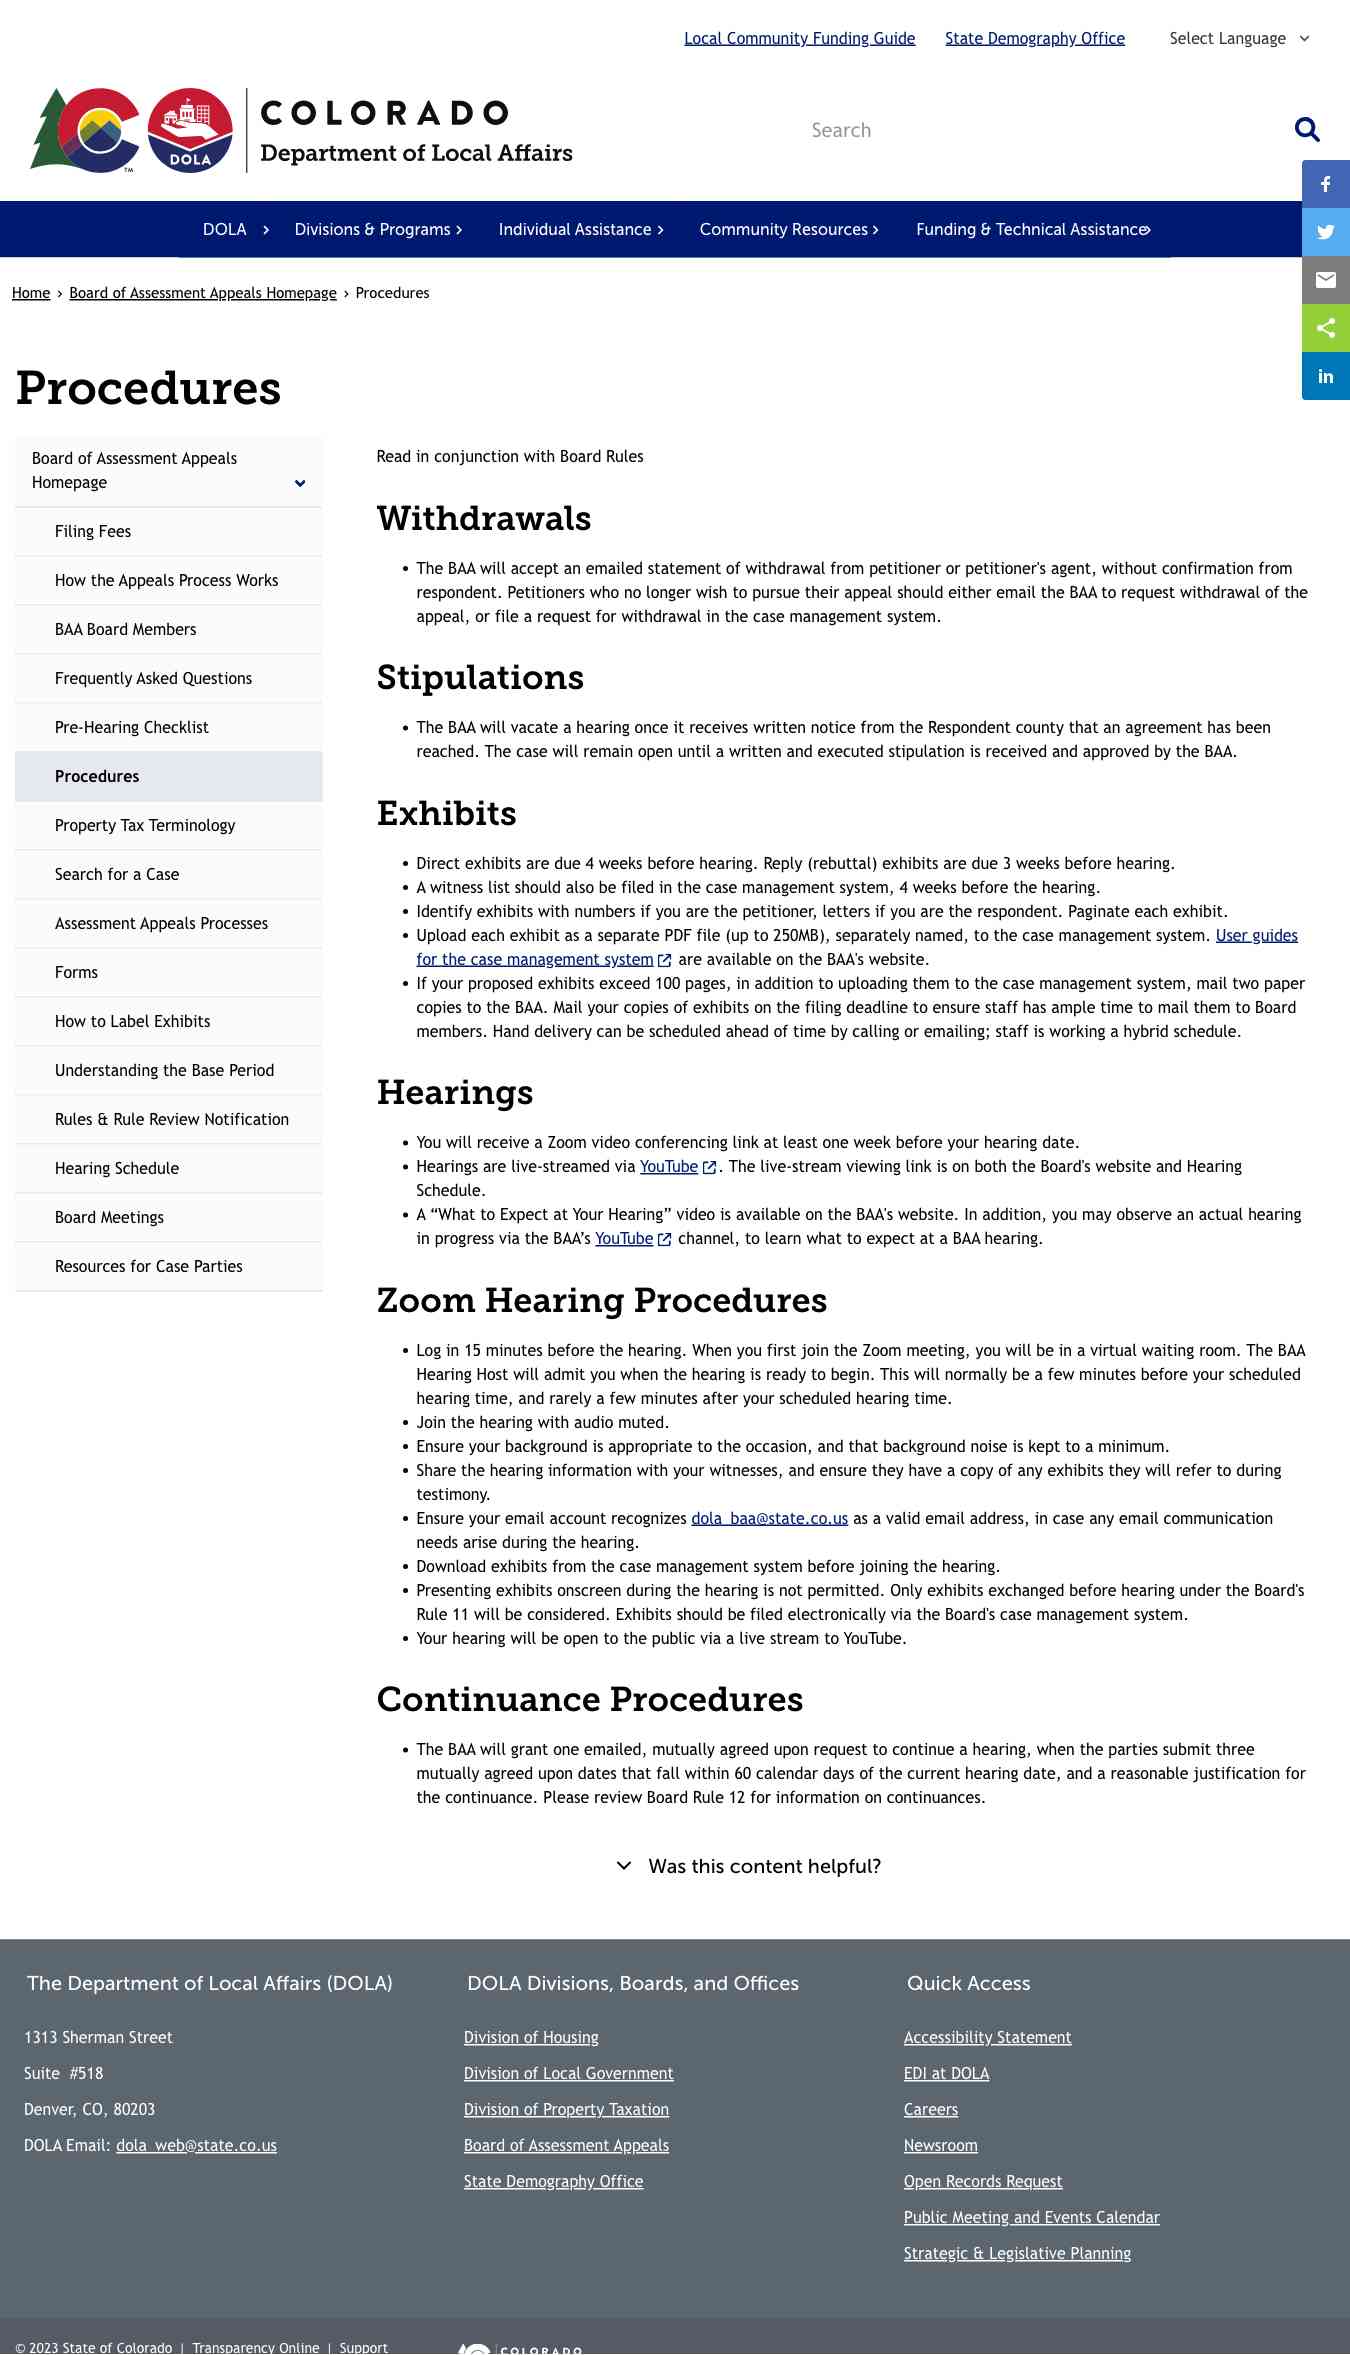 Local Community Funding Guide State Demography Office Select Language
COLORADO
Department of Local Affairs
DOLA
TM
Search
DOLA Divisions & Programs Individual Assistance Community Resources Funding & Technical Assistance
Home › Board of Assessment Appeals Homepage › Procedures
Procedures
Board of Assessment Appeals
Homepage
Filing Fees
How the Appeals Process Works
BAA Board Members
Frequently Asked Questions
Pre-Hearing Checklist
Procedures
Property Tax Terminology
Search for a Case
Assessment Appeals Processes
Forms
How to Label Exhibits
Understanding the Base Period
Rules & Rule Review Notification
Hearing Schedule
Board Meetings
Resources for Case Parties
Read in conjunction with Board Rules
Withdrawals
• The BAA will accept an emailed statement of withdrawal from petitioner or petitioner's agent, without confirmation from
respondent. Petitioners who no longer wish to pursue their appeal should either email the BAA to request withdrawal of the
appeal, or file a request for withdrawal in the case management system.
Stipulations
• The BAA will vacate a hearing once it receives written notice from the Respondent county that an agreement has been
reached. The case will remain open until a written and executed stipulation is received and approved by the BAA.
Exhibits
• Direct exhibits are due 4 weeks before hearing. Reply (rebuttal) exhibits are due 3 weeks before hearing.
• A witness list should also be filed in the case management system, 4 weeks before the hearing.
• Identify exhibits with numbers if you are the petitioner, letters if you are the respondent. Paginate each exhibit.
• Upload each exhibit as a separate PDF file (up to 250MB), separately named, to the case management system. User guides
for the case management system are available on the BAA's website.
• If your proposed exhibits exceed 100 pages, in addition to uploading them to the case management system, mail two paper
copies to the BAA. Mail your copies of exhibits on the filing deadline to ensure staff has ample time to mail them to Board
members. Hand delivery can be scheduled ahead of time by calling or emailing; staff is working a hybrid schedule.
Hearings
• You will receive a Zoom video conferencing link at least one week before your hearing date.
• Hearings are live-streamed via YouTube. The live-stream viewing link is on both the Board's website and Hearing
Schedule.
• A “What to Expect at Your Hearing” video is available on the BAA's website. In addition, you may observe an actual hearing
in progress via the BAA’s YouTube channel, to learn what to expect at a BAA hearing.
Zoom Hearing Procedures
• Log in 15 minutes before the hearing. When you first join the Zoom meeting, you will be in a virtual waiting room. The BAA
Hearing Host will admit you when the hearing is ready to begin. This will normally be a few minutes before your scheduled
hearing time, and rarely a few minutes after your scheduled hearing time.
• Join the hearing with audio muted.
• Ensure your background is appropriate to the occasion, and that background noise is kept to a minimum.
• Share the hearing information with your witnesses, and ensure they have a copy of any exhibits they will refer to during
testimony.
• Ensure your email account recognizes dola_baa@state.co.us as a valid email address, in case any email communication
needs arise during the hearing.
• Download exhibits from the case management system before joining the hearing.
• Presenting exhibits onscreen during the hearing is not permitted. Only exhibits exchanged before hearing under the Board's
Rule 11 will be considered. Exhibits should be filed electronically via the Board's case management system.
• Your hearing will be open to the public via a live stream to YouTube.
Continuance Procedures
• The BAA will grant one emailed, mutually agreed upon request to continue a hearing, when the parties submit three
mutually agreed upon dates that fall within 60 calendar days of the current hearing date, and a reasonable justification for
the continuance. Please review Board Rule 12 for information on continuances.
Was this content helpful?
The Department of Local Affairs (DOLA)
1313 Sherman Street
Suite #518
Denver, CO, 80203
DOLA Email: dola_web@state.co.us
DOLA Divisions, Boards, and Offices
Division of Housing
Division of Local Government
Division of Property Taxation
Board of Assessment Appeals
State Demography Office
Quick Access
Accessibility Statement
EDI at DOLA
Careers
Newsroom
Open Records Request
Public Meeting and Events Calendar
Strategic & Legislative Planning
© 2023 State of Colorado | Transparency Online | Support
COLORADO